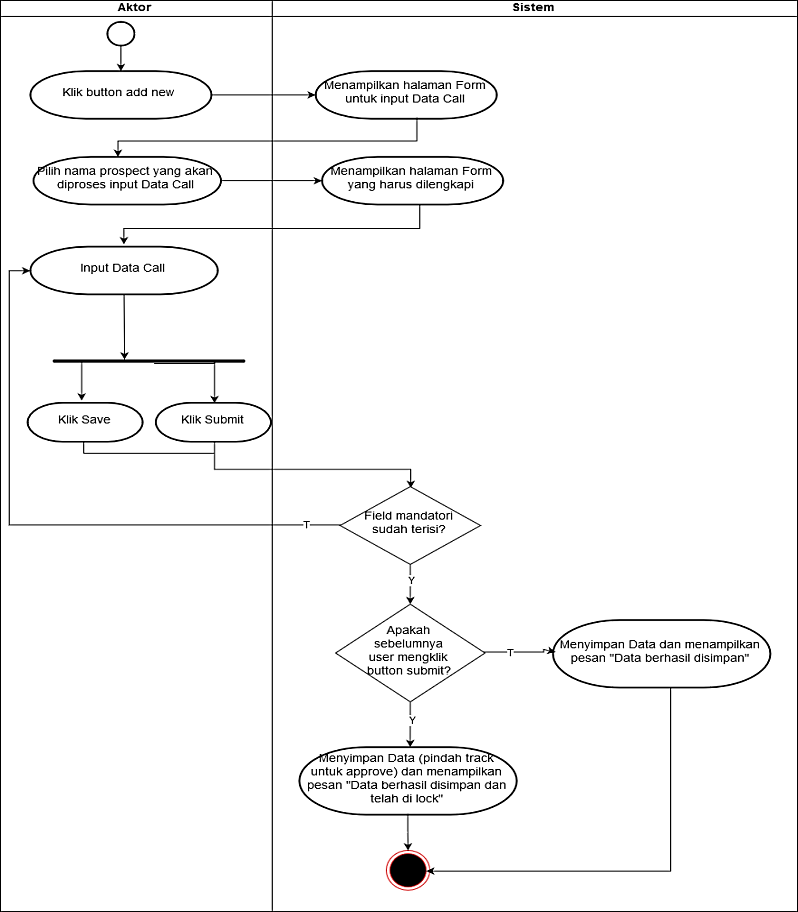 Aktor
Sistem
Klik button add new
Menampilkan halaman Form
untuk input Data Call
Pilih nama prospect yang akan
diproses input Data Call
Menampilkan halaman Form
yang harus dilengkapi
Input Data Call
Klik Save
Klik Submit
Field mandatori
sudah terisi?
T
Y
Apakah
sebelumnya
user mengklik
button submit?
T
Menyimpan Data dan menampilkan
pesan "Data berhasil disimpan"
Y
Menyimpan Data (pindah track
untuk approve) dan menampilkan
pesan "Data berhasil disimpan dan
telah di lock"